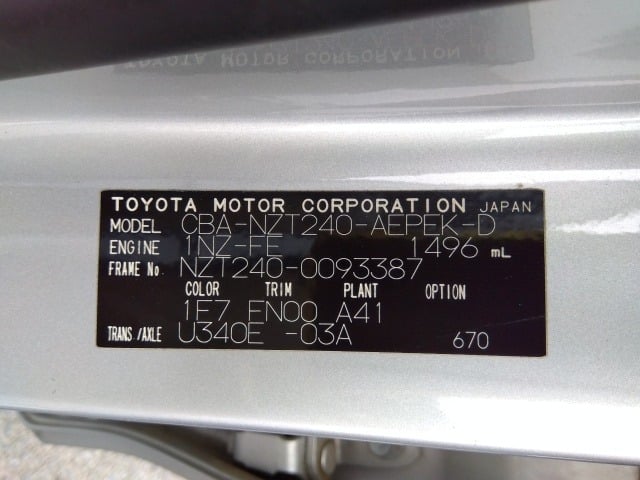 TOYOTA MOTOR CORPORATION JAPAN
MODEL CBA-NZT240-AEPEK-D
ENGINE 1NZ-FE 1496 mL
FRAME No. NZT240-0093387
COLOR TRIM PLANT OPTION
1E7 FN00 A41
TRANS./AXLE U340E -03A 670